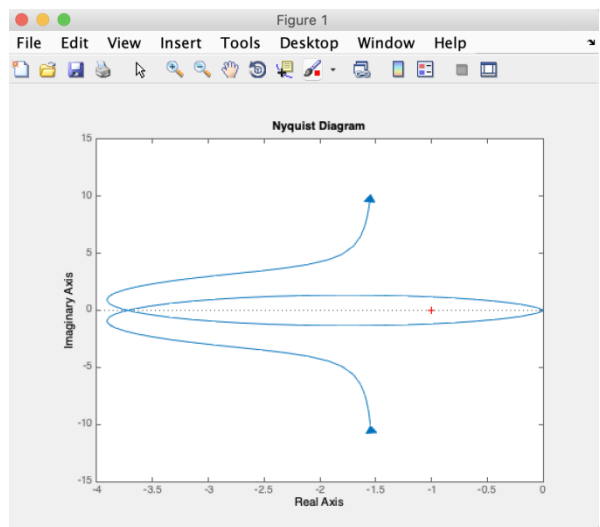 Figure 1
File Edit View Insert Tools Desktop Window Help
Nyquist Diagram
15
10
5
0
-5
-10
-15
Imaginary Axis
-4 -3.5 -3 -2.5 -2 -1.5 -1 -0.5 0
Real Axis